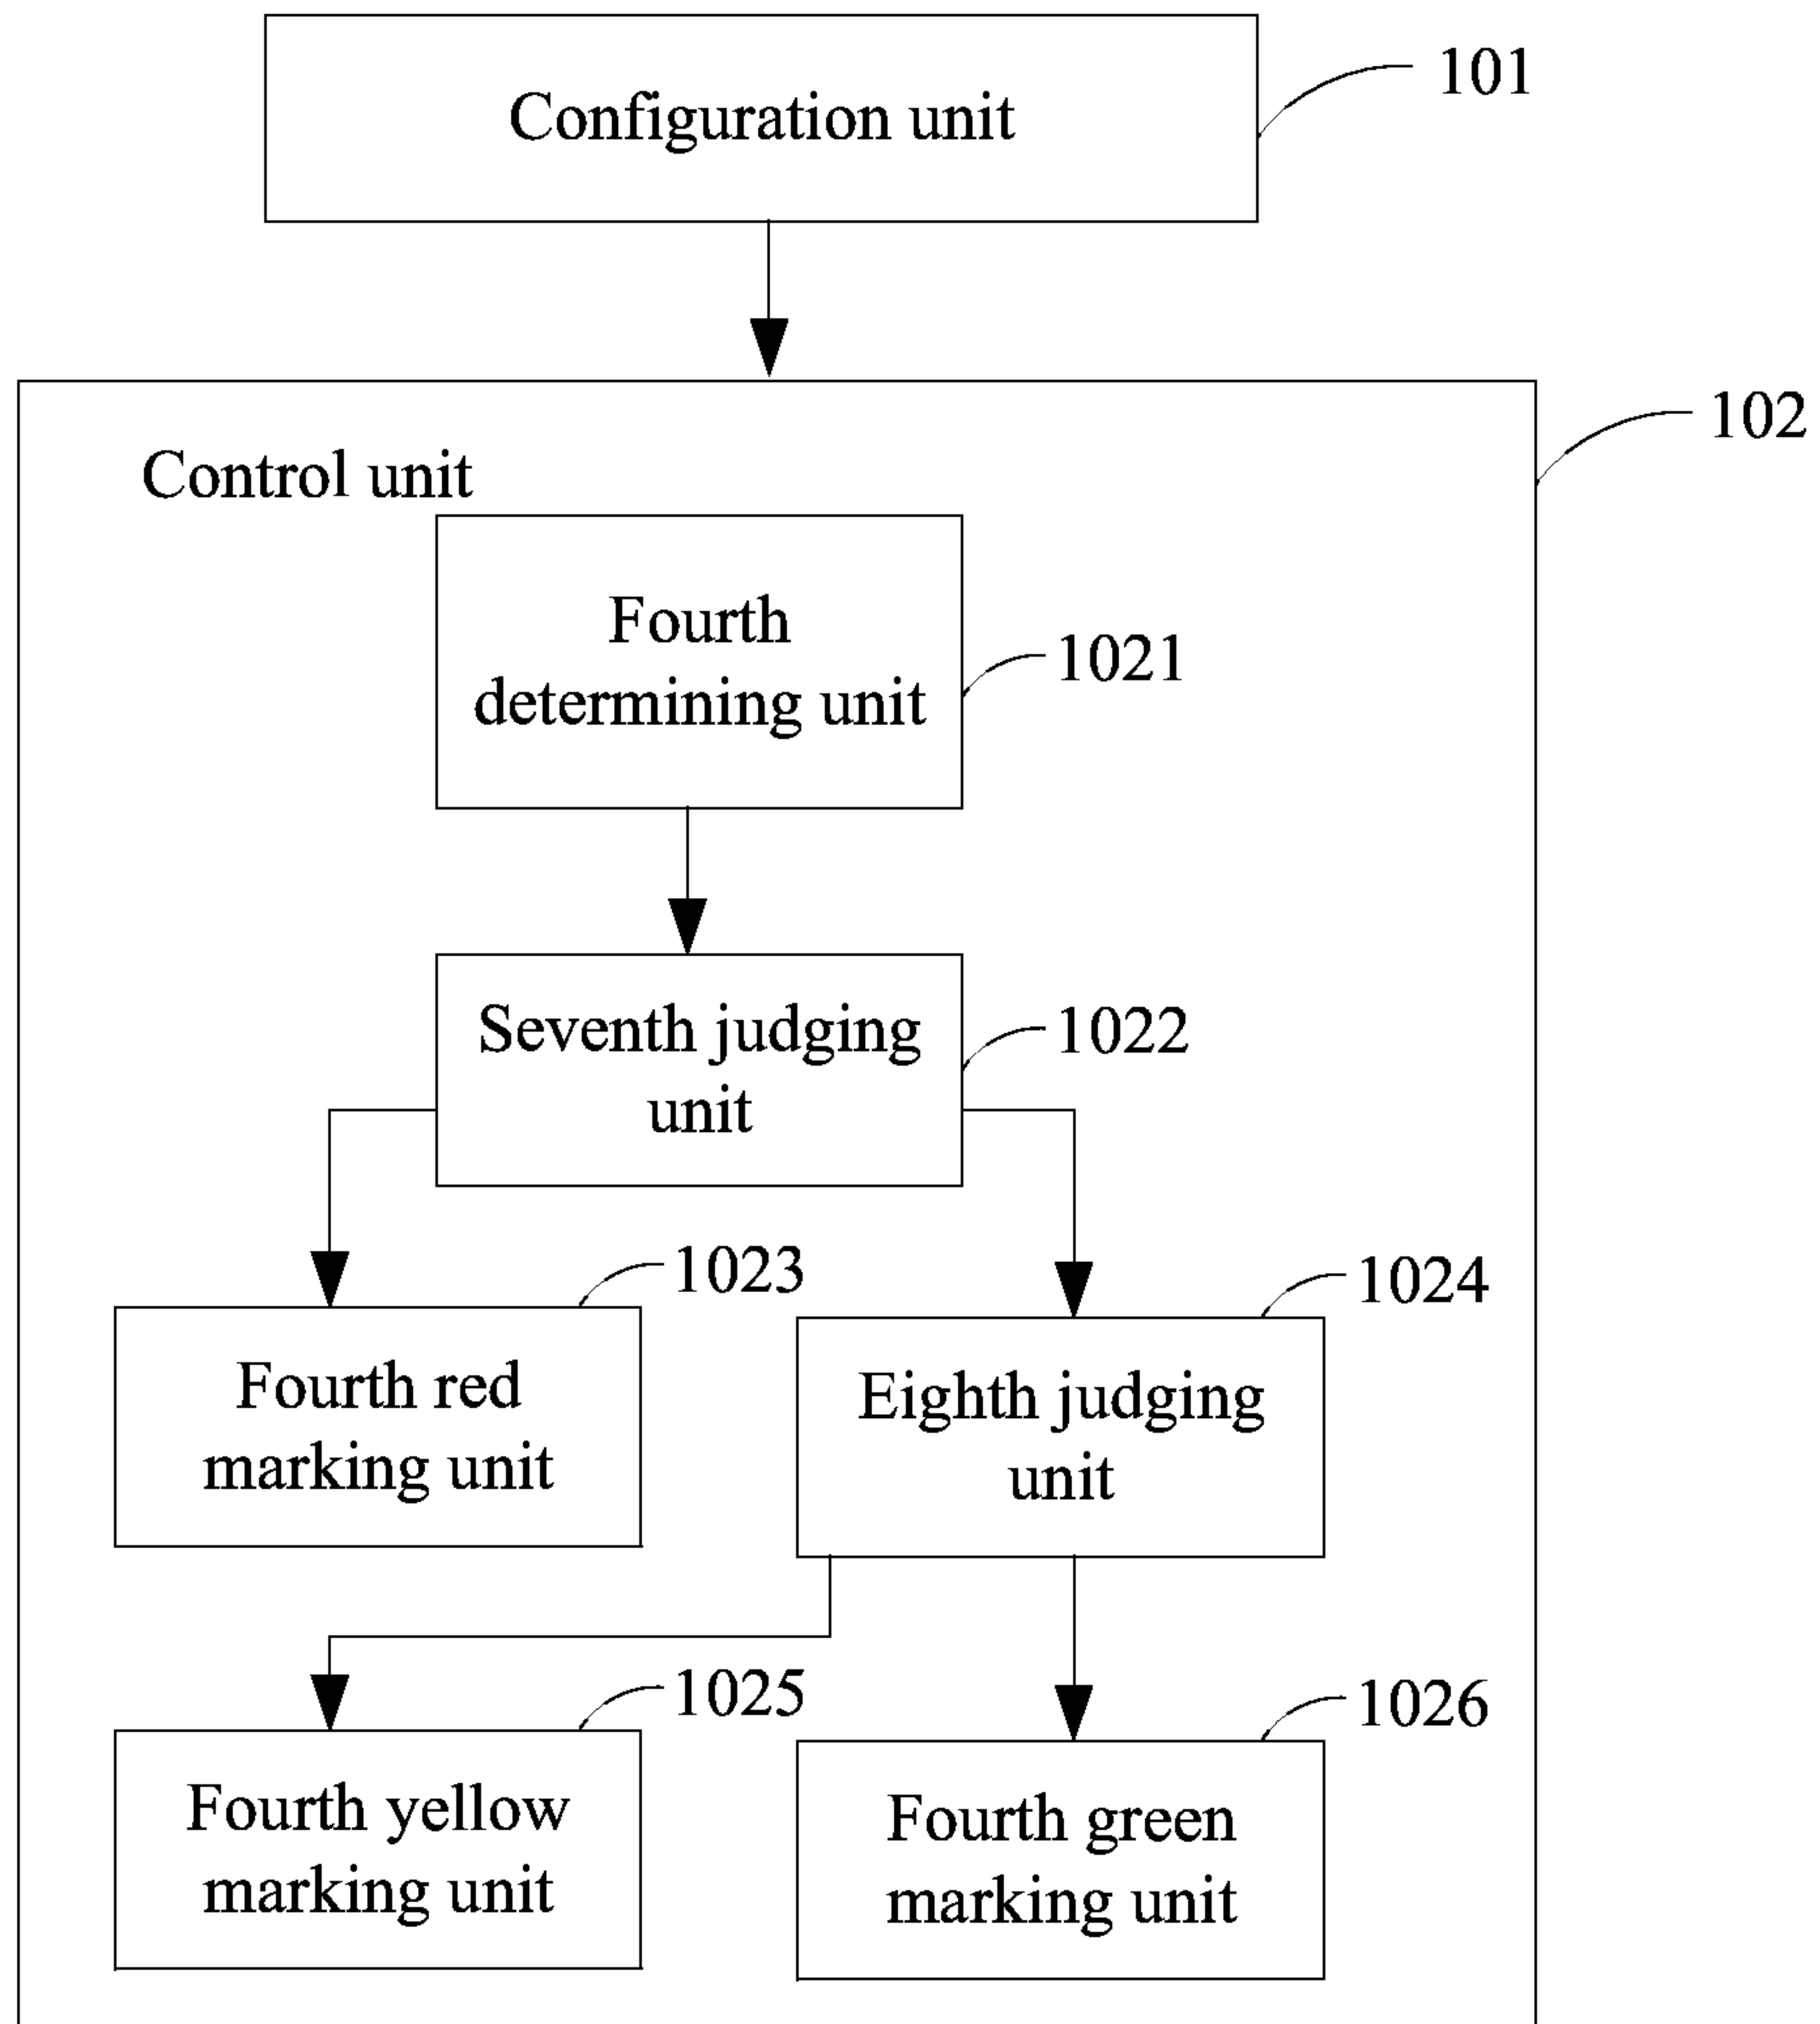 Configuration unit
101
102
Control unit
Fourth
determining unit
1021
Seventh judging
unit
1022
1023
1024
Fourth red
marking unit
Eighth judging
unit
1025
1026
Fourth yellow
marking unit
Fourth green
marking unit